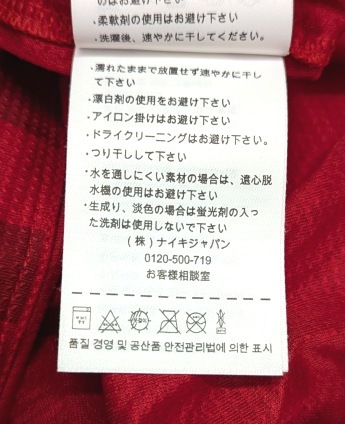 のはお避け下さい
・柔軟剤の使用はお避け下さい
・洗濯後、速やかに干してください。
・濡れたままで放置せず速やかに干し
て下さい
・漂白剤の使用をお避け下さい
・アイロン掛けはお避け下さい
・ドライクリーニングはお避け下さい。
・つり干しして下さい
・水を通しにくい素材の場合は、遠心脱
水機の使用はお避け下さい
・生成り、淡色の場合は蛍光剤の入っ
た洗剤は使用しないで下さい
(株)ナイキジャパン
0120-500-719
お客様相談室
품질 경영 및 공산품 안전관리법에 의한 표시